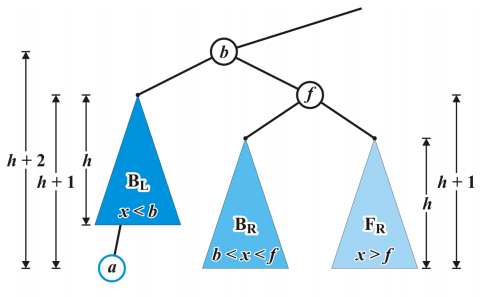 b
f
h + 2
h + 1
h
B_L
x < b
B_R
b < x < f
F_R
x > f
h
h + 1
a